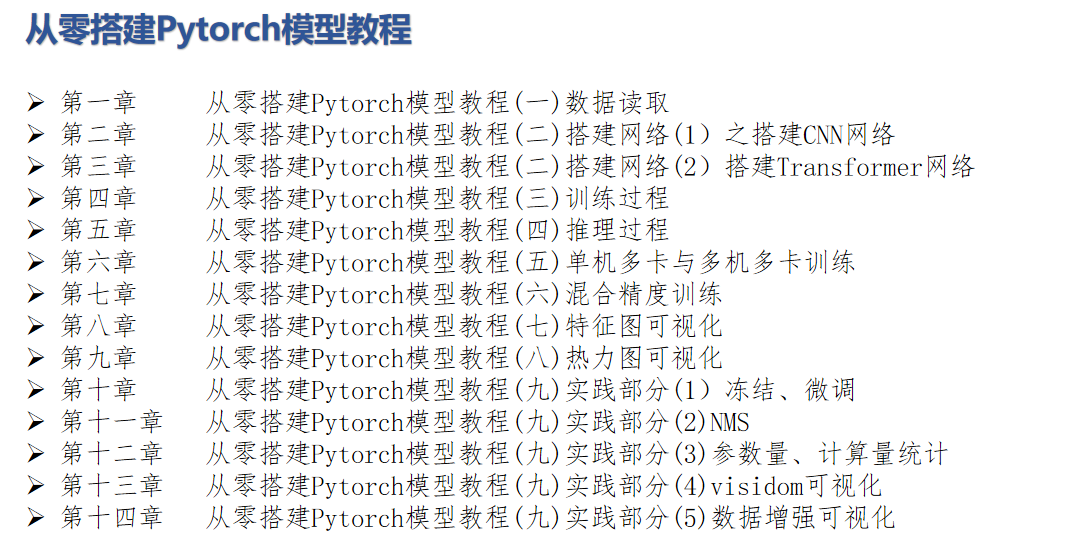 从零搭建Pytorch模型教程
➢ 第一章 从零搭建Pytorch模型教程(一)数据读取
➢ 第二章 从零搭建Pytorch模型教程(二)搭建网络(1）之搭建CNN网络
➢ 第三章 从零搭建Pytorch模型教程(二)搭建网络(2）搭建Transformer网络
➢ 第四章 从零搭建Pytorch模型教程(三)训练过程
➢ 第五章 从零搭建Pytorch模型教程(四)推理过程
➢ 第六章 从零搭建Pytorch模型教程(五)单机多卡与多机多卡训练
➢ 第七章 从零搭建Pytorch模型教程(六)混合精度训练
➢ 第八章 从零搭建Pytorch模型教程(七)特征图可视化
➢ 第九章 从零搭建Pytorch模型教程(八)热力图可视化
➢ 第十章 从零搭建Pytorch模型教程(九)实践部分(1）冻结、微调
➢ 第十一章 从零搭建Pytorch模型教程(九)实践部分(2)NMS
➢ 第十二章 从零搭建Pytorch模型教程(九)实践部分(3)参数量、计算量统计
➢ 第十三章 从零搭建Pytorch模型教程(九)实践部分(4)visidom可视化
➢ 第十四章 从零搭建Pytorch模型教程(九)实践部分(5)数据增强可视化